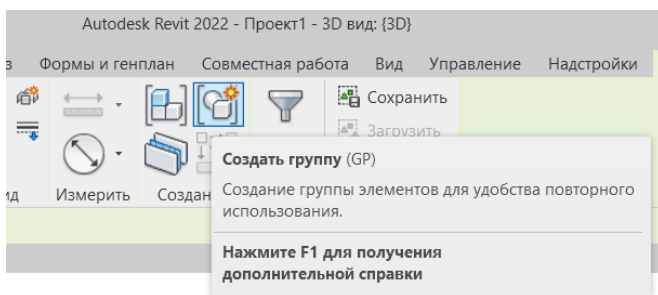 Autodesk Revit 2022 - Проект1 - 3D вид: {3D}
Формы и генплан Совместная работа Вид Управление Надстройки
Сохранить
Загрузить
Измерить
Создать группу (GP)
Создание группы элементов для удобства повторного
использования.
Нажмите F1 для получения
дополнительной справки